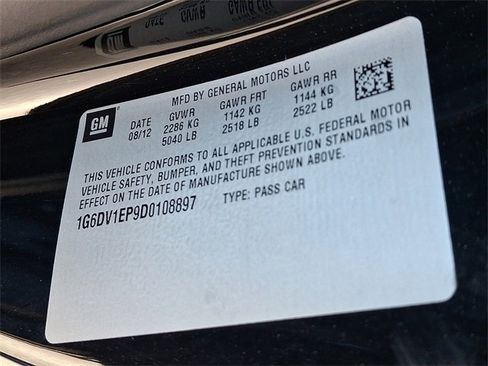 MFD BY GENERAL MOTORS LLC
GM
DATE GVWR GAWR FRT GAWR RR
08/12 2286 KG 1142 KG 1144 KG
5040 LB 2518 LB 2522 LB
THIS VEHICLE CONFORMS TO ALL APPLICABLE U.S. FEDERAL MOTOR
VEHICLE SAFETY, BUMPER, AND THEFT PREVENTION STANDARDS IN
EFFECT ON THE DATE OF MANUFACTURE SHOWN ABOVE.
1G6DV1EP9D0108897 TYPE: PASS CAR